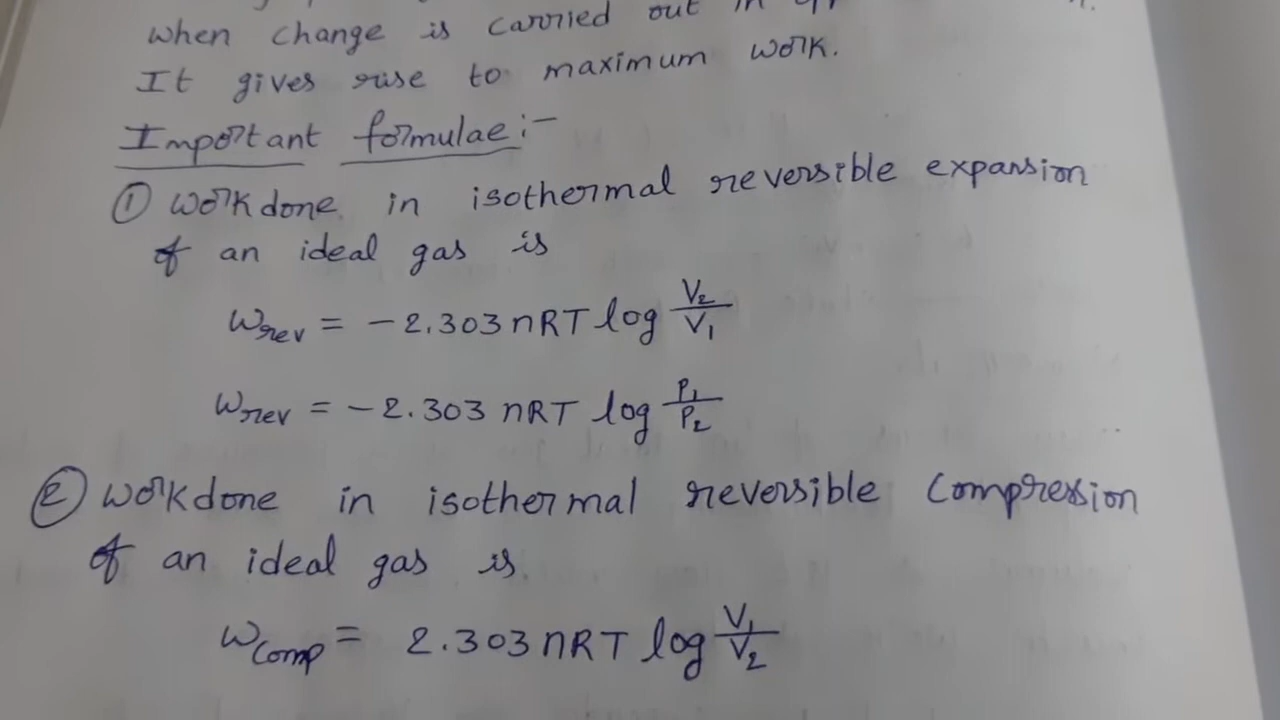 when change is carried out in
It gives rise to maximum work.
Important formulae:-
① workdone in isothermal reversible expansion
of an ideal gas is
Wrev = -2.303 nRT log V₂/V₁
Wrev = -2.303 nRT log P₁/P₂
② workdone in isothermal reversible compression
of an ideal gas is
Wcomp = 2.303 nRT log V₁/V₂